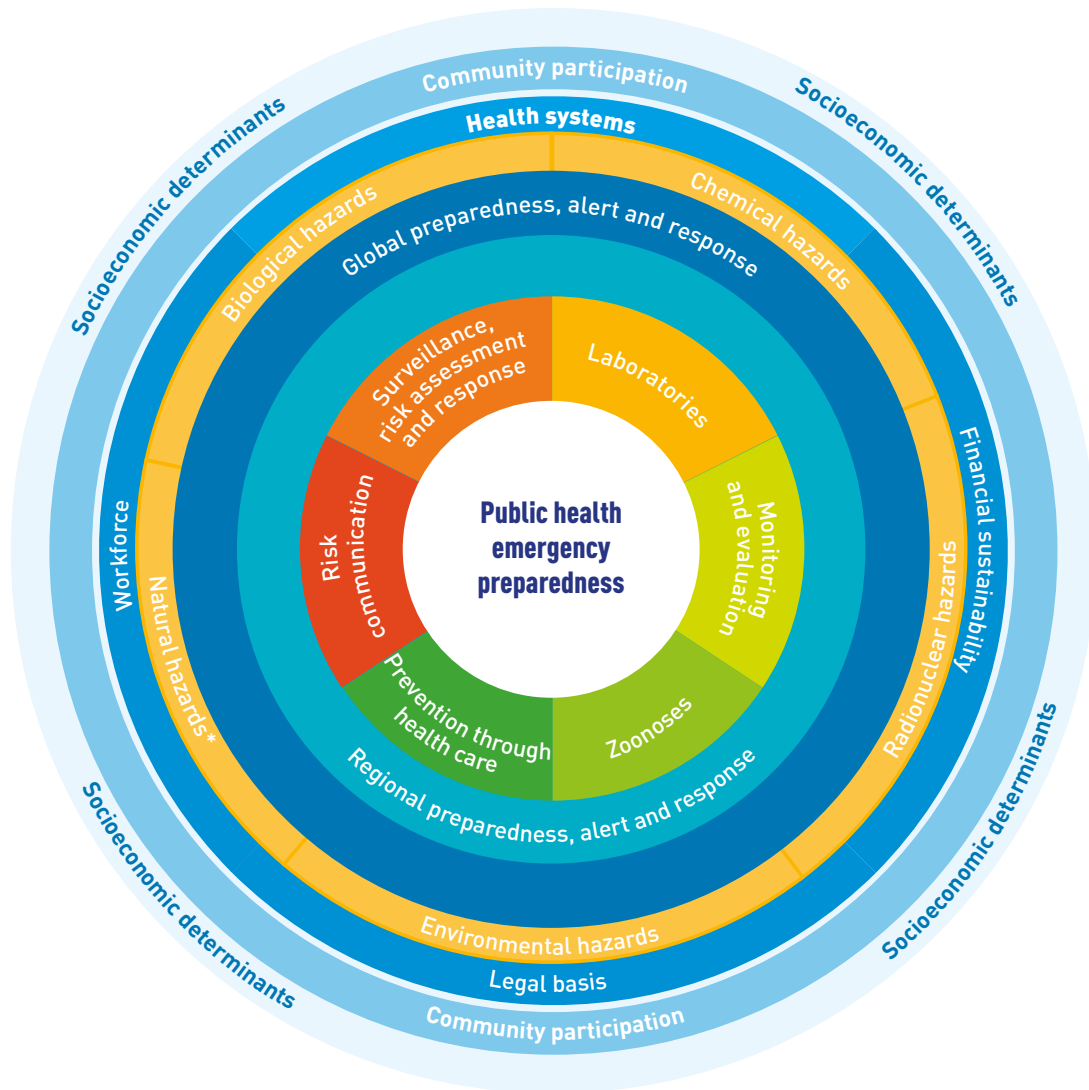 Community participation
Socioeconomic determinants
Socioeconomic determinants
Health systems
Biological hazards
Chemical hazards
Global preparedness, alert and response
Surveillance,
risk assessment
and response
Laboratories
Risk
communication
Public health
emergency
preparedness
Monitoring
and evaluation
Workforce
Financial sustainability
Natural hazards*
Radionuclear hazards
Prevention through
health care
Zoonoses
Regional preparedness, alert and response
Environmental hazards
Legal basis
Socioeconomic determinants
Socioeconomic determinants
Community participation